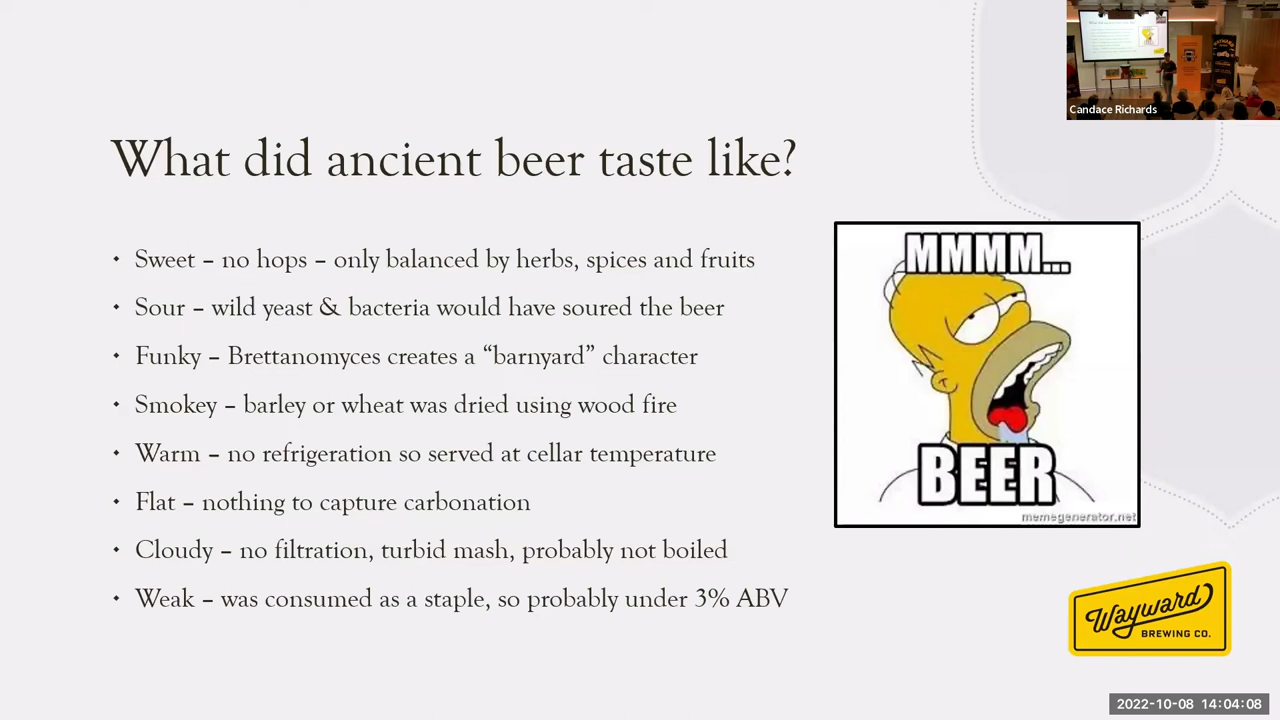 Candace Richards
What did ancient beer taste like?
Sweet – no hops – only balanced by herbs, spices and fruits
Sour – wild yeast & bacteria would have soured the beer
Funky – Brettanomyces creates a “barnyard” character
Smokey – barley or wheat was dried using wood fire
Warm – no refrigeration so served at cellar temperature
Flat – nothing to capture carbonation
Cloudy – no filtration, turbid mash, probably not boiled
Weak – was consumed as a staple, so probably under 3% ABV
MMMM...
BEER
memegenerator.net
Wayward
BREWING CO.
2022-10-08 14:04:08